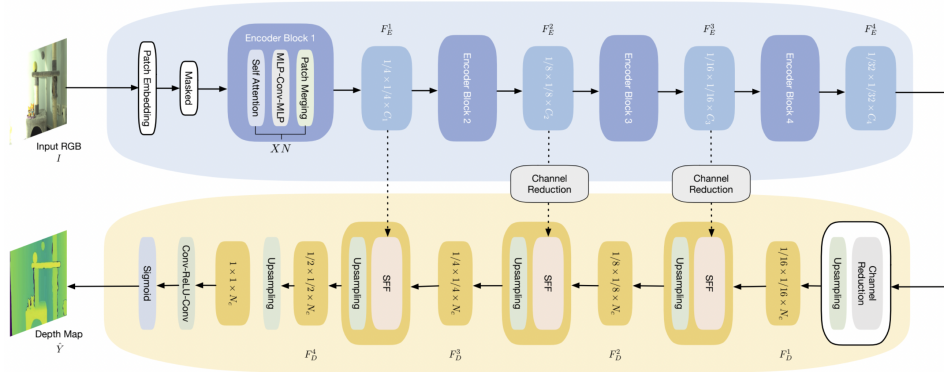 F_E^1
F_E^2
F_E^3
F_E^4
Encoder Block 1
Patch Embedding
Masked
Self Attention
MLP-Conv-MLP
Patch Merging
XN
1/4 × 1/4 × C_1
Encoder Block 2
1/8 × 1/8 × C_2
Encoder Block 3
1/16 × 1/16 × C_3
Encoder Block 4
1/32 × 1/32 × C_4
Input RGB
I
Channel
Reduction
Channel
Reduction
Sigmoid
Conv-ReLU-Conv
1 × 1 × N_c
Upsampling
1/2 × 1/2 × N_c
Upsampling
SFF
1/4 × 1/4 × N_c
Upsampling
SFF
1/8 × 1/8 × N_c
Upsampling
SFF
1/16 × 1/16 × N_c
Upsampling
Channel
Reduction
Depth Map
Ŷ
F_D^4
F_D^3
F_D^2
F_D^1